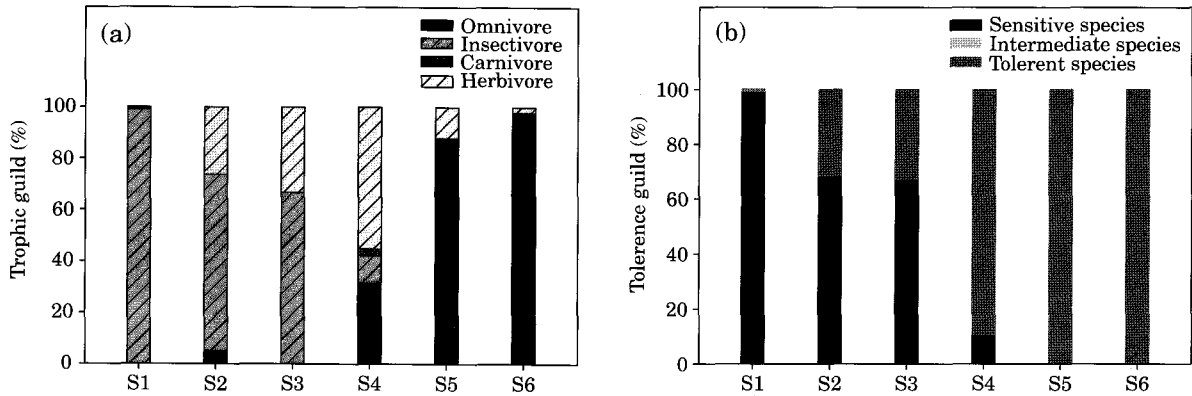 (a)
Omnivore
Insectivore
Carnivore
Herbivore
Trophic guild (%)
100
80
60
40
20
0
S1 S2 S3 S4 S5 S6
(b)
Sensitive species
Intermediate species
Tolerent species
Tolerence guild (%)
100
80
60
40
20
0
S1 S2 S3 S4 S5 S6